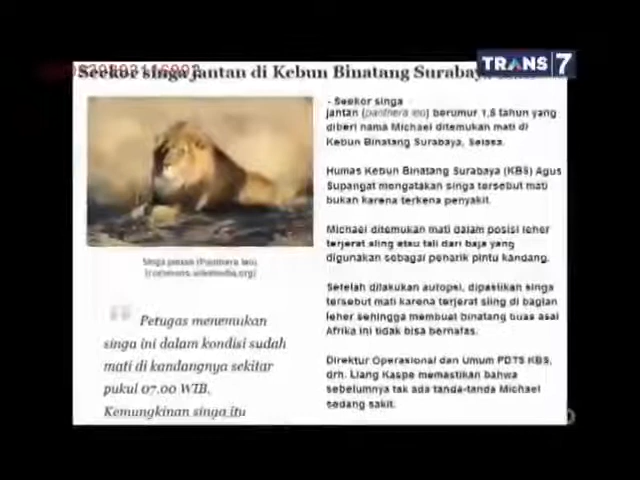 TRANS 7
Seekor singa jantan di Kebun Binatang Surabaya
- Seekor singa
jantan (panthera leo) berumur 1,5 tahun yang
diberi nama Michael ditemukan mati di
Kebun Binatang Surabaya, Selasa.
Humas Kebun Binatang Surabaya (KBS) Agus
Supangat mengatakan singa tersebut mati
bukan karena terkena penyakit.
Michael ditemukan mati dalam posisi leher
terjerat sling atau tali dari baja yang
digunakan sebagai penarik pintu kandang.
Setelah dilakukan autopsi, dipastikan singa
tersebut mati karena terjerat sling di bagian
leher sehingga membuat binatang buas asal
Afrika ini tidak bisa bernafas.
Direktur Operasional dan Umum PDTS KBS,
drh. Liang Kaspe memastikan bahwa
sebelumnya tak ada tanda-tanda Michael
sedang sakit.
Singa jantan (Panthera leo)
(commons.wikimedia.org)
“ Petugas menemukan
singa ini dalam kondisi sudah
mati di kandangnya sekitar
pukul 07.00 WIB.
Kemungkinan singa itu